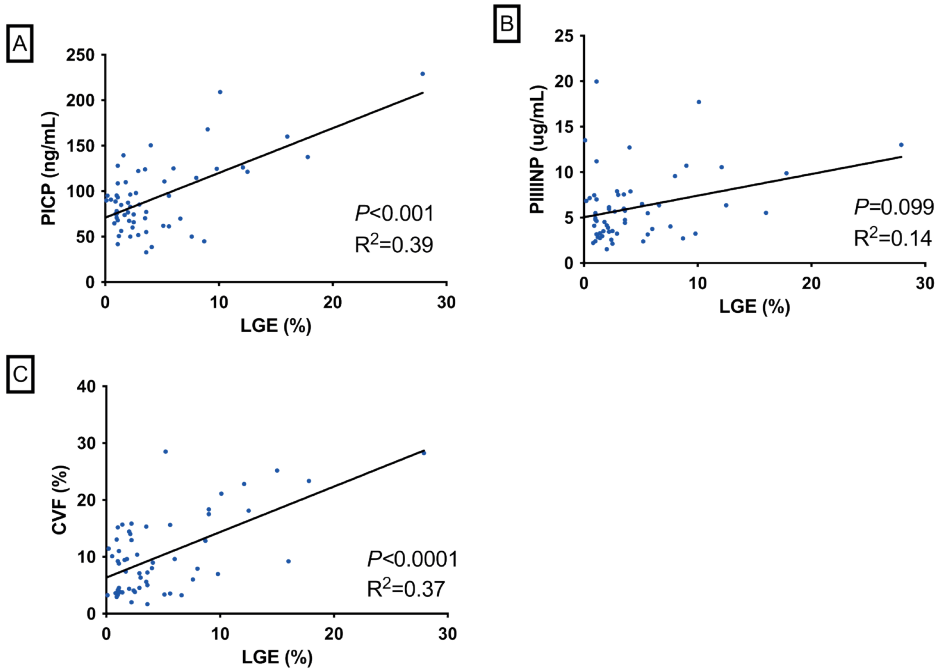 A
PICP (ng/mL)
250
200
150
100
50
0
P<0.001
R²=0.39
0 10 20 30
LGE (%)
B
PIIIINP (ug/mL)
25
20
15
10
5
0
P=0.099
R²=0.14
0 10 20 30
LGE (%)
C
CVF (%)
40
30
20
10
0
P<0.0001
R²=0.37
0 10 20 30
LGE (%)